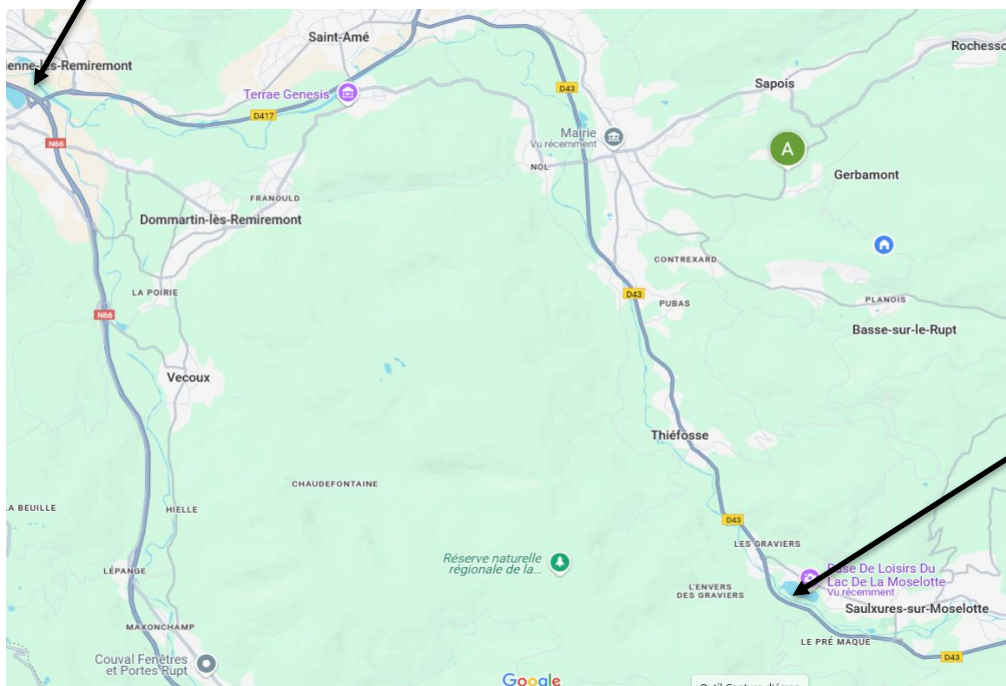 Saint-Amé
Rochesso
ienne-lès-Remiremont
Sapois
Terrae Genesis
D43
D417
Mairie
Vu récemment
A
N66
NOL
Gerbamont
FRANOULD
Dommartin-lès-Remiremont
CONTREXARD
LA POIRIE
D43
PUBAS
PLANOIS
N66
Basse-sur-le-Rupt
Vecoux
Thiéfosse
CHAUDEFONTAINE
A BEUILLE
HIELLE
D43
LES GRAVIERS
Réserve naturelle
régionale de la...
LÉPANGE
Base De Loisirs Du
Lac De La Moselotte
Vu récemment
L'ENVERS
DES GRAVIERS
Saulxures-sur-Moselotte
MAXONCHAMP
LE PRÉ MAQUÉ
D43
Couval Fenêtres
et Portes Rupt
Google